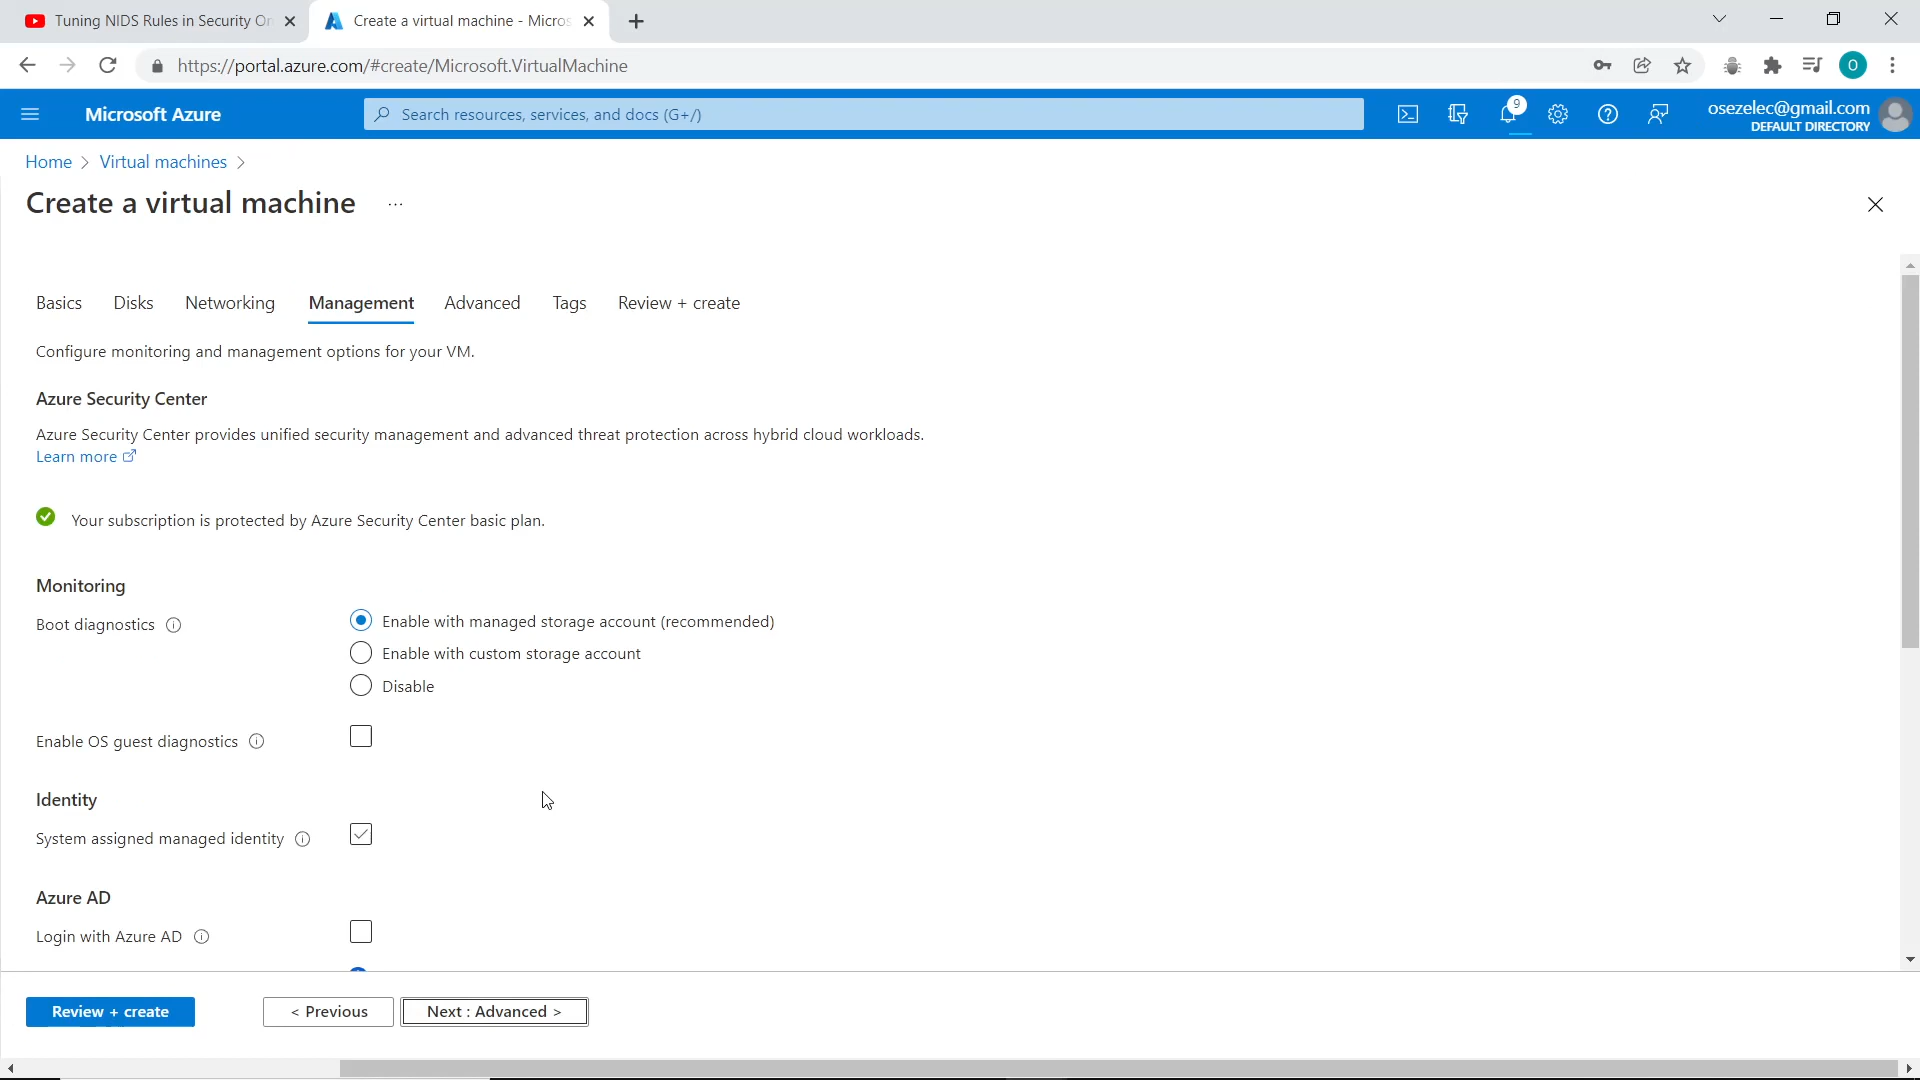 Tuning NIDS Rules in Security On
Create a virtual machine - Micros
https://portal.azure.com/#create/Microsoft.VirtualMachine
O
Microsoft Azure
Search resources, services, and docs (G+/)
9
osezelec@gmail.com
DEFAULT DIRECTORY
Home > Virtual machines >
Create a virtual machine ...
Basics Disks Networking Management Advanced Tags Review + create
Configure monitoring and management options for your VM.
Azure Security Center
Azure Security Center provides unified security management and advanced threat protection across hybrid cloud workloads.
Learn more
Your subscription is protected by Azure Security Center basic plan.
Monitoring
Boot diagnostics
Enable with managed storage account (recommended)
Enable with custom storage account
Disable
Enable OS guest diagnostics
Identity
System assigned managed identity
Azure AD
Login with Azure AD
Review + create
< Previous
Next : Advanced >